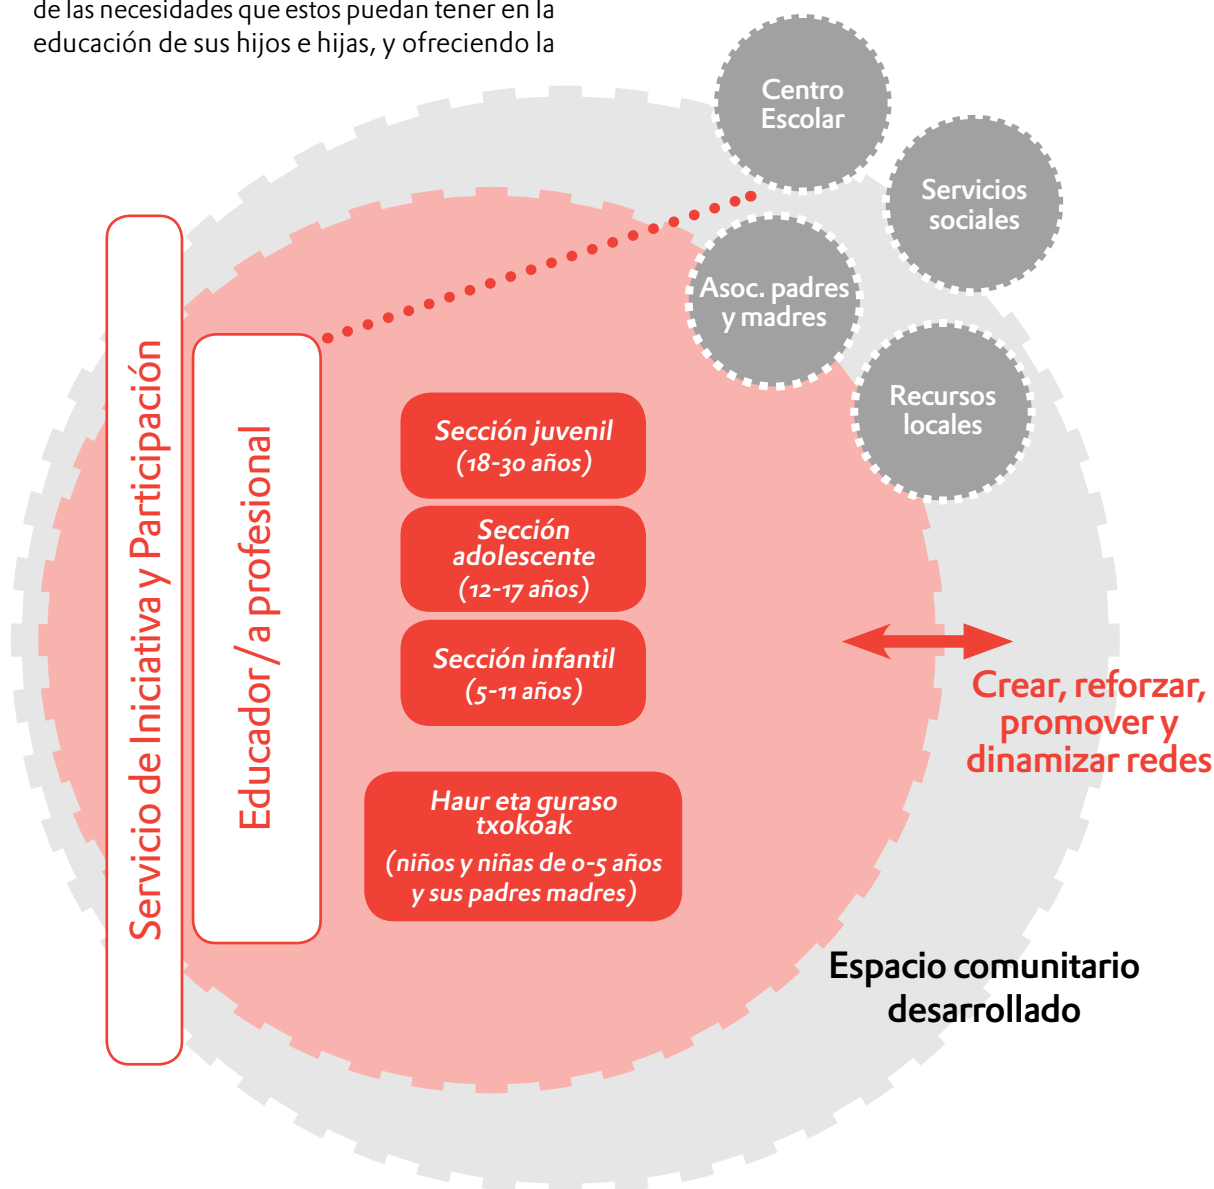 de las necesidades que estos puedan tener en la
educación de sus hijos e hijas, y ofreciendo la
Centro
Escolar
Servicios
sociales
Asoc. padres
y madres
Recursos
locales
Servicio de Iniciativa y Participación
Educador/a profesional
Sección juvenil
(18-30 años)
Sección
adolescente
(12-17 años)
Sección infantil
(5-11 años)
Haur eta guraso
txokoak
(niños y niñas de 0-5 años
y sus padres madres)
Crear, reforzar,
promover y
dinamizar redes
Espacio comunitario
desarrollado